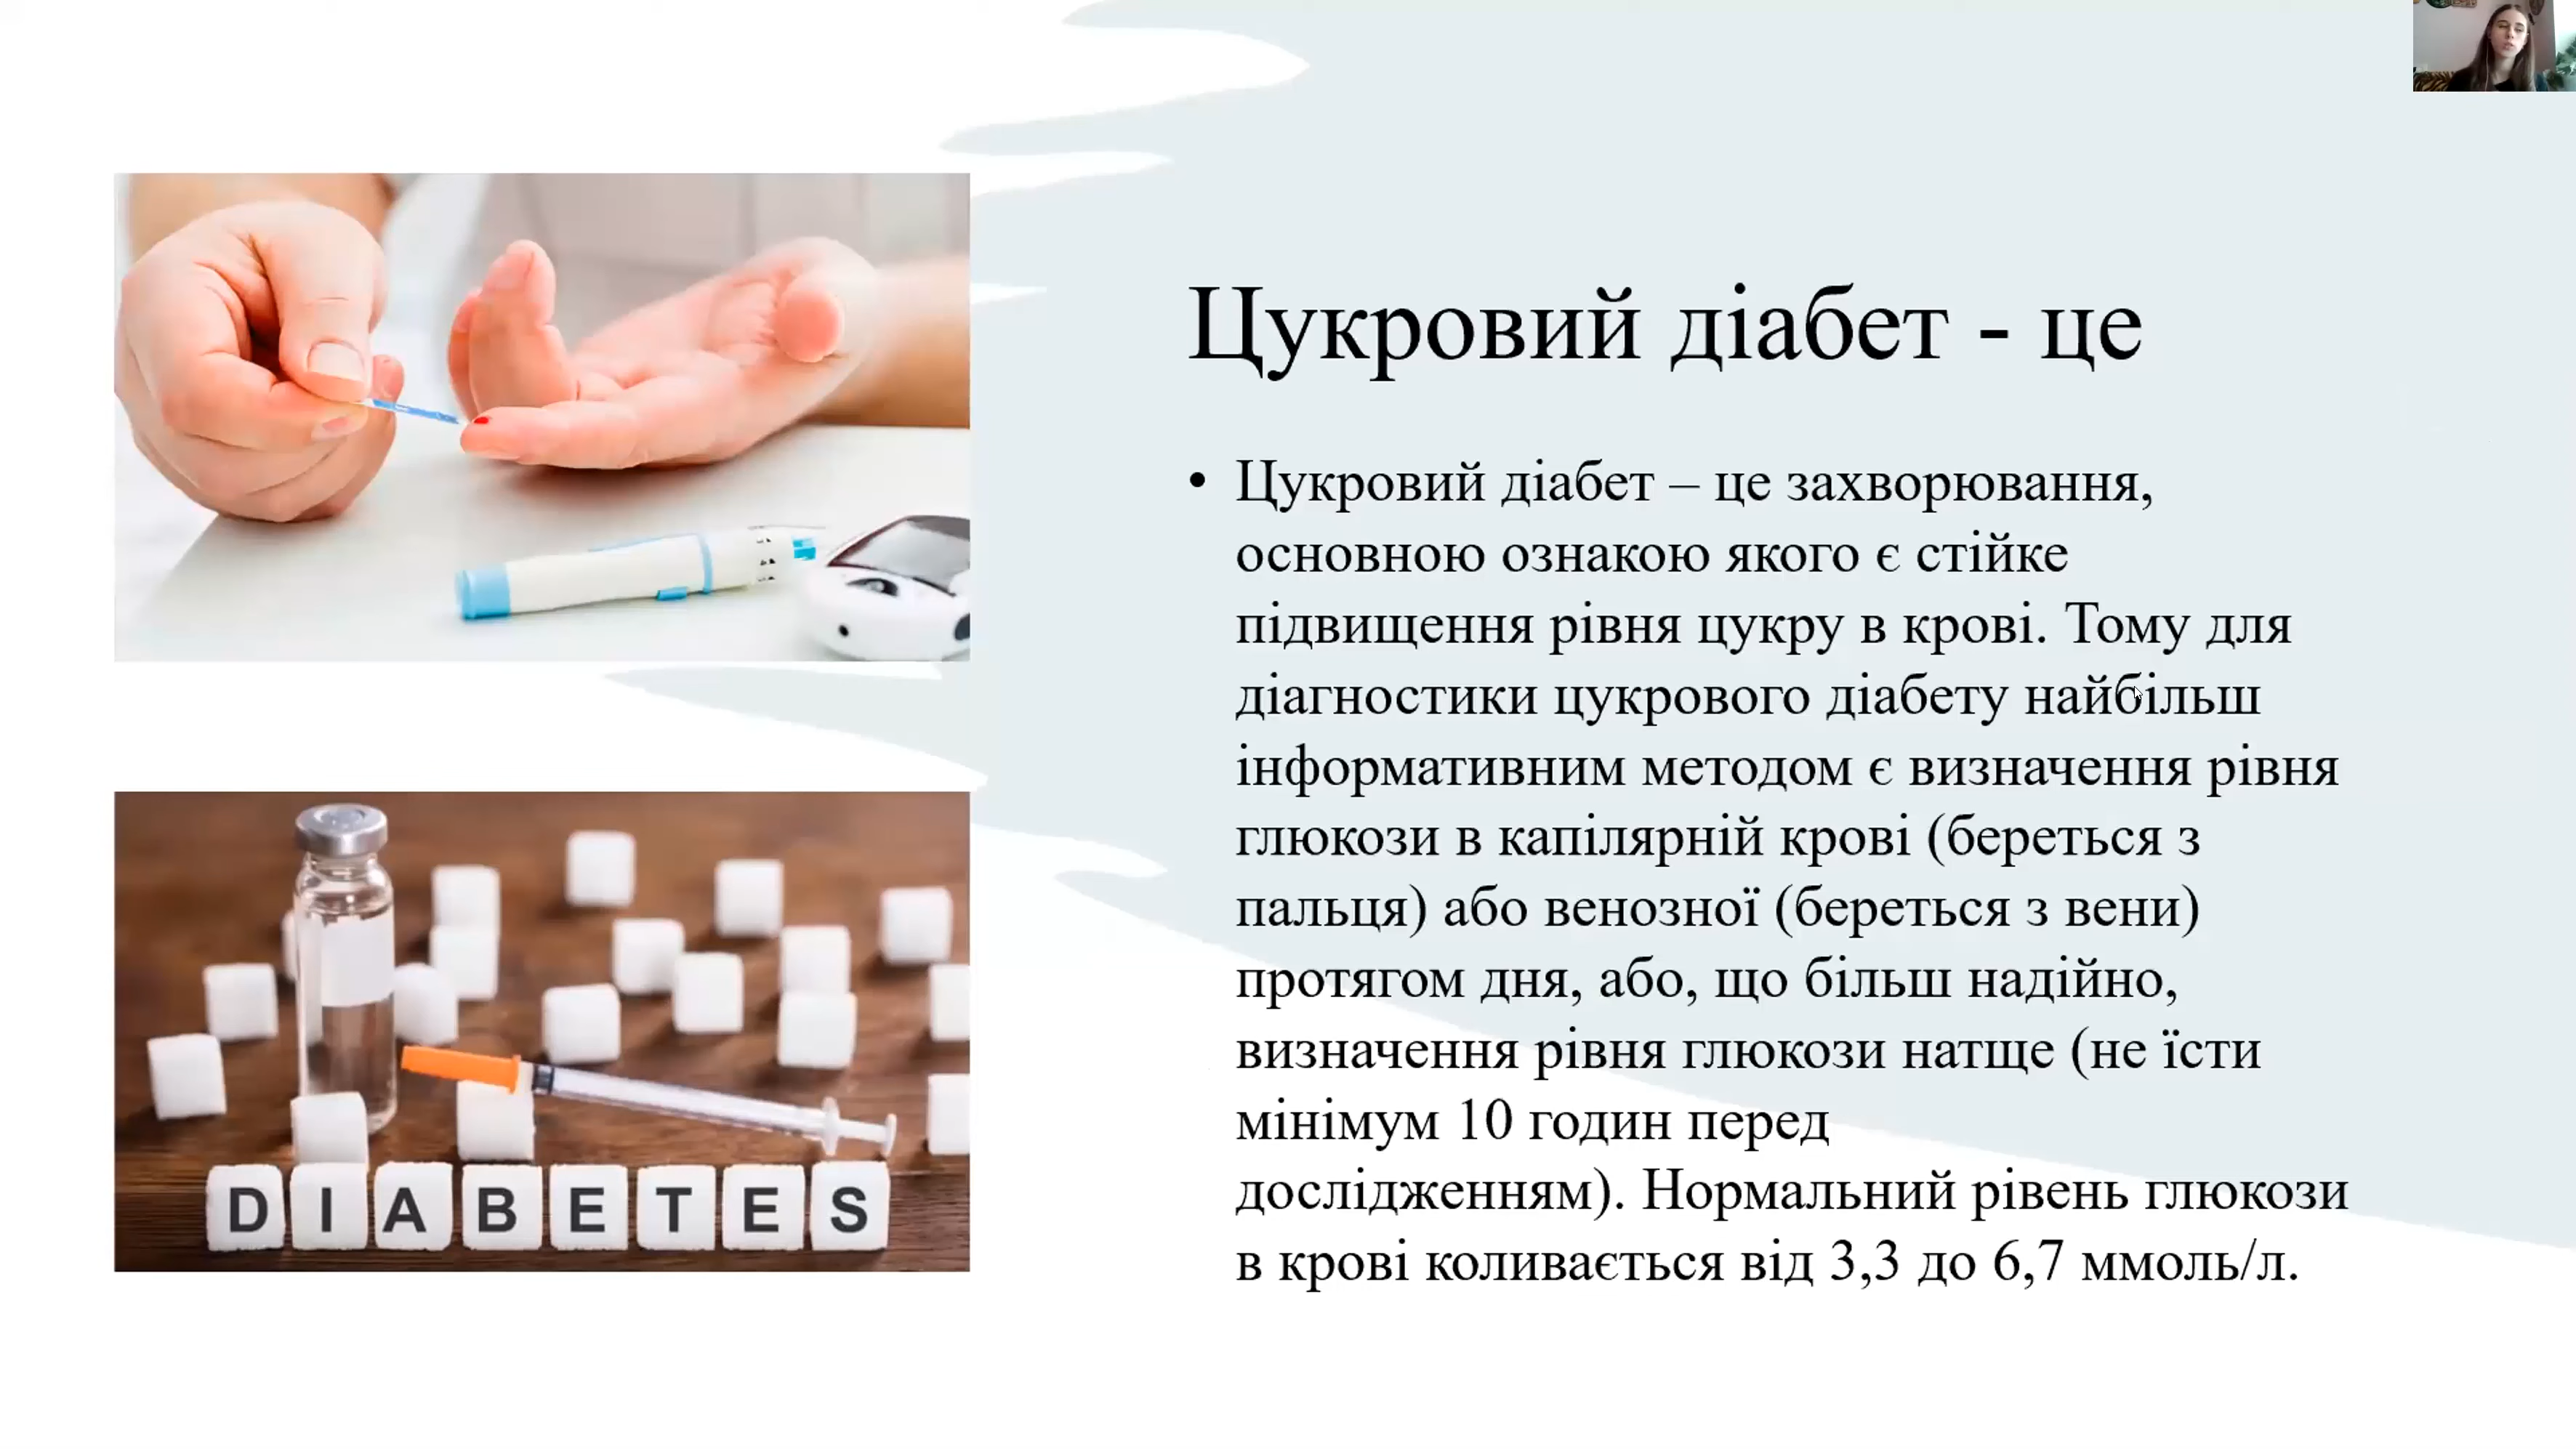 Цукровий діабет - це
• Цукровий діабет – це захворювання,
основною ознакою якого є стійке
підвищення рівня цукру в крові. Тому для
діагностики цукрового діабету найбільш
інформативним методом є визначення рівня
глюкози в капілярній крові (береться з
пальця) або венозної (береться з вени)
протягом дня, або, що більш надійно,
визначення рівня глюкози натще (не їсти
мінімум 10 годин перед
дослідженням). Нормальний рівень глюкози
в крові коливається від 3,3 до 6,7 ммоль/л.
DIABETES